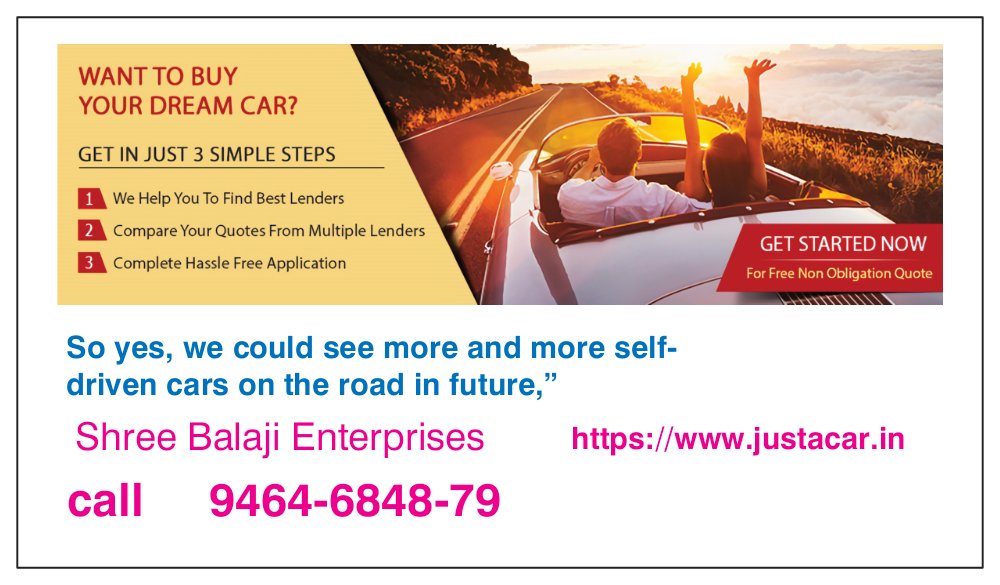 WANT TO BUY
YOUR DREAM CAR?
GET IN JUST 3 SIMPLE STEPS
1 We Help You To Find Best Lenders
2 Compare Your Quotes From Multiple Lenders
3 Complete Hassle Free Application
GET STARTED NOW
For Free Non Obligation Quote
So yes, we could see more and more self-
driven cars on the road in future,”
Shree Balaji Enterprises
https://www.justacar.in
call 9464-6848-79